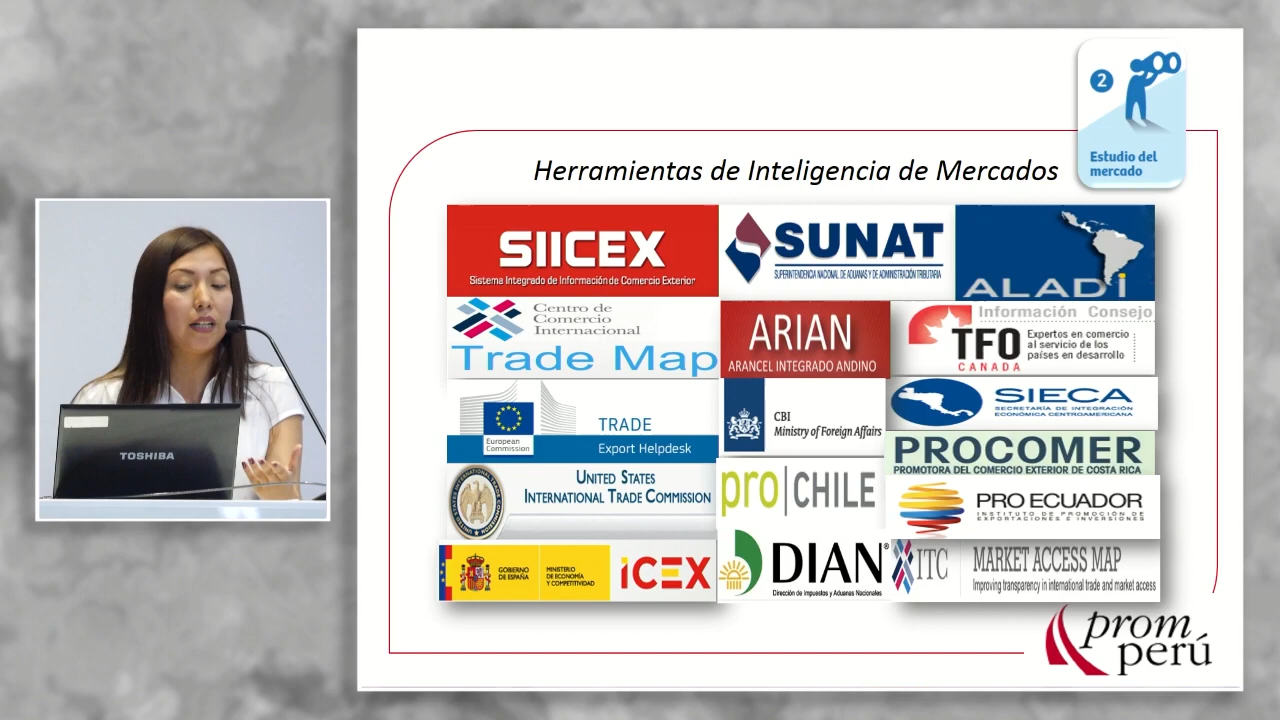 2
Estudio del
mercado
Herramientas de Inteligencia de Mercados
SIICEX
Sistema Integrado de Información de Comercio Exterior
SUNAT
SUPERINTENDENCIA NACIONAL DE ADUANAS Y DE ADMINISTRACIÓN TRIBUTARIA
ALADI
Centro de
Comercio
Internacional
Trade Map
ARIAN
ARANCEL INTEGRADO ANDINO
Información Consejo
TFO
CANADA
Expertos en comercio
al servicio de los
países en desarrollo
European
Commission
TRADE
Export Helpdesk
CBI
Ministry of Foreign Affairs
SIECA
SECRETARÍA DE INTEGRACIÓN
ECONÓMICA CENTROAMERICANA
PROCOMER
PROMOTORA DEL COMERCIO EXTERIOR DE COSTA RICA
UNITED STATES
INTERNATIONAL TRADE COMMISSION
pro|CHILE
PRO ECUADOR
INSTITUTO DE PROMOCIÓN DE
EXPORTACIONES E INVERSIONES
GOBIERNO
DE ESPAÑA
MINISTERIO
DE ECONOMÍA
Y COMPETITIVIDAD
iCEX
DIAN®
Dirección de Impuestos y Aduanas Nacionales
ITC
MARKET ACCESS MAP
Improving transparency in international trade and market access
prom
perú
TOSHIBA